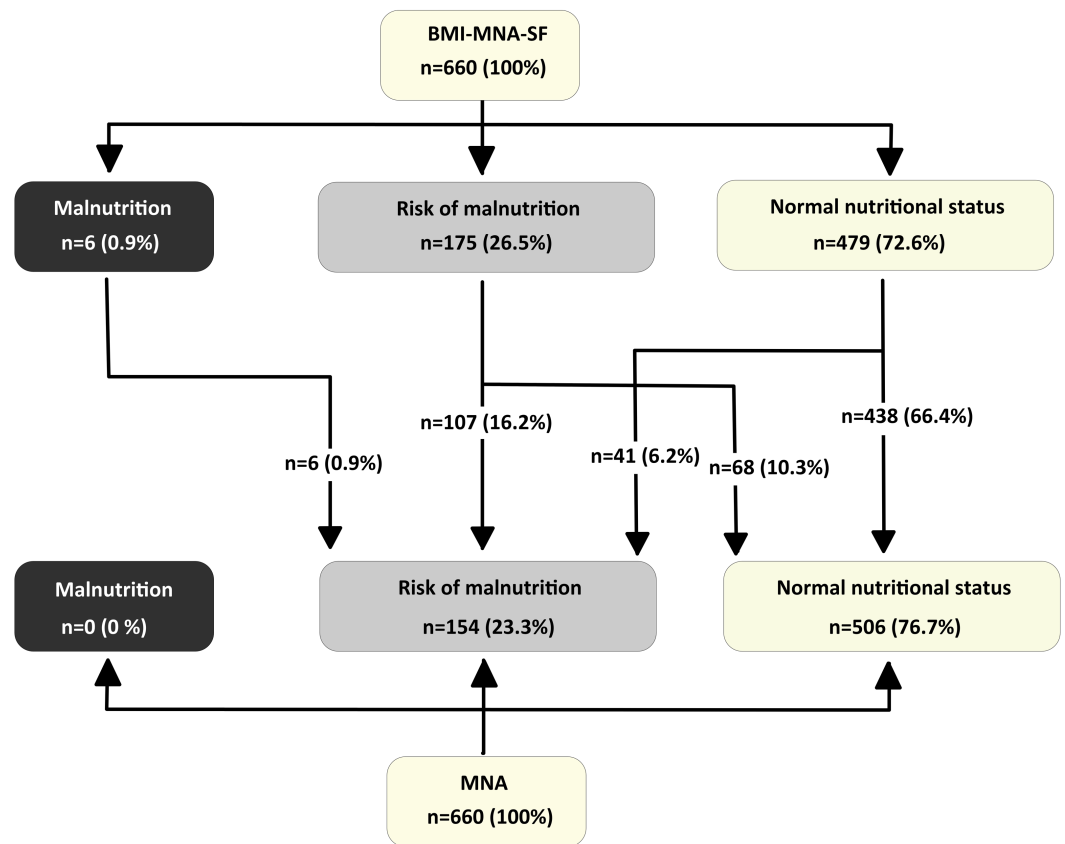 BMI-MNA-SF
n=660 (100%)
Malnutrition
n=6 (0.9%)
Risk of malnutrition
n=175 (26.5%)
Normal nutritional status
n=479 (72.6%)
n=6 (0.9%)
n=107 (16.2%)
n=41 (6.2%)
n=68 (10.3%)
n=438 (66.4%)
Malnutrition
n=0 (0 %)
Risk of malnutrition
n=154 (23.3%)
Normal nutritional status
n=506 (76.7%)
MNA
n=660 (100%)